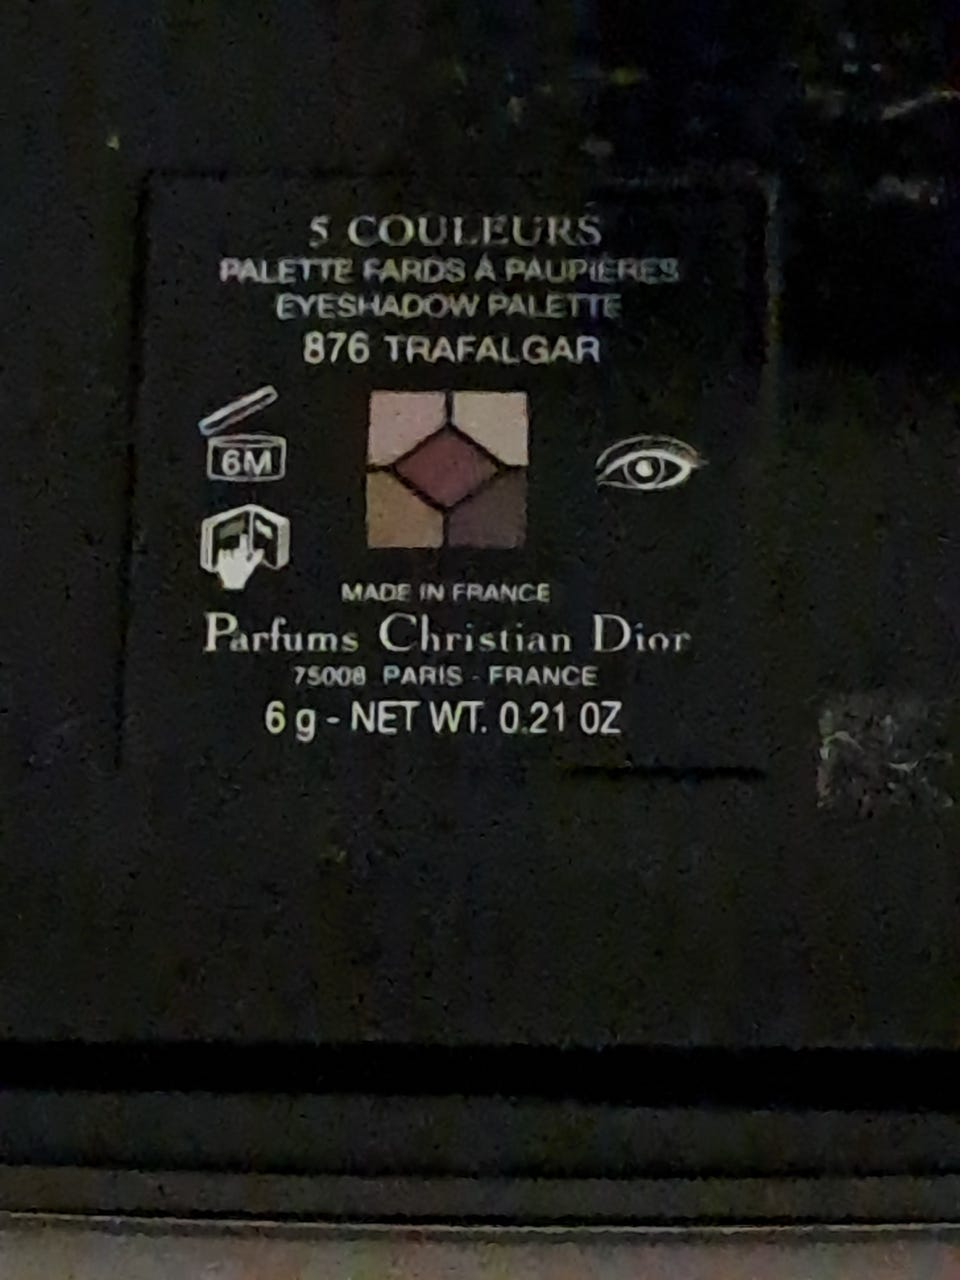 5 COULEURS
PALETTE FARDS À PAUPIÈRES
EYESHADOW PALETTE
876 TRAFALGAR
6M
MADE IN FRANCE
Parfums Christian Dior
75008 PARIS - FRANCE
6 g - NET WT. 0.21 OZ